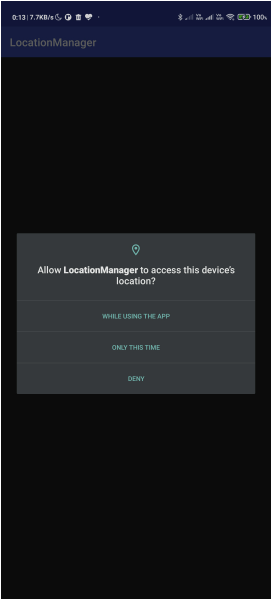 0:13 | 7.7KB/s
100%
LocationManager
Allow LocationManager to access this device's
location?
WHILE USING THE APP
ONLY THIS TIME
DENY